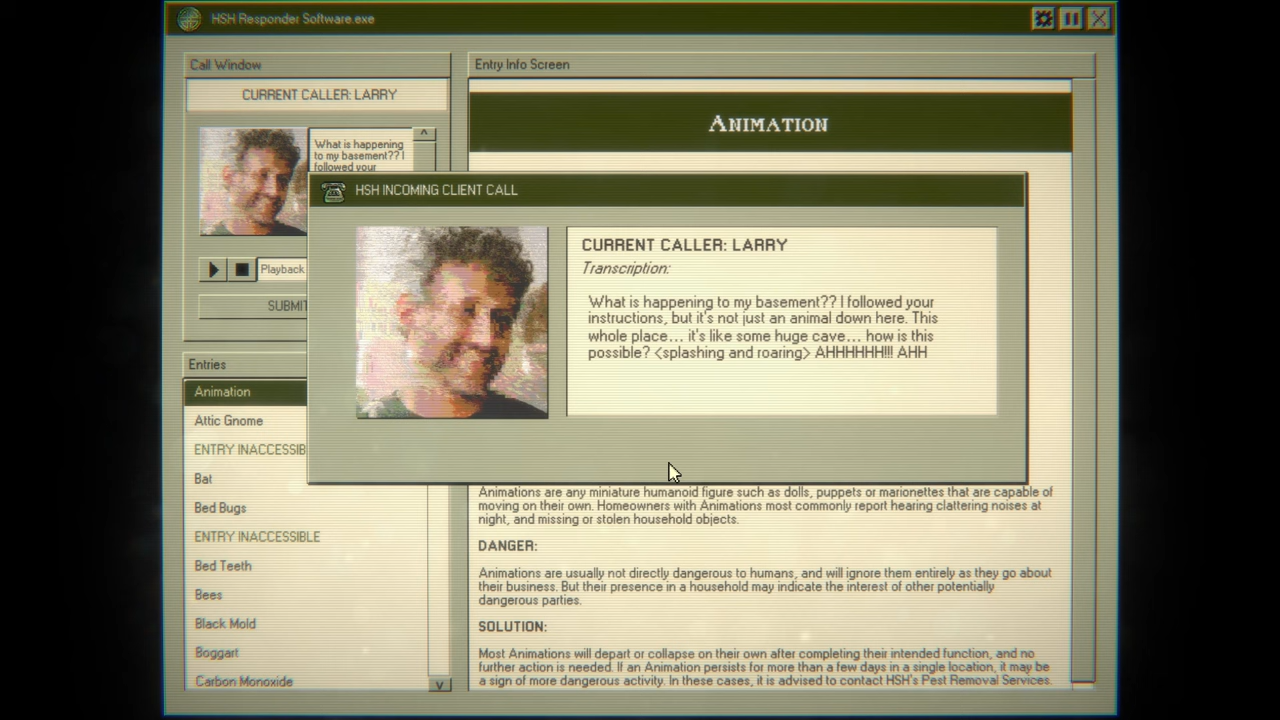 HSH Responder Software.exe
Call Window
CURRENT CALLER: LARRY
What is happening
to my basement?? I
followed your
Playback
SUBMIT
Entries
Animation
Attic Gnome
ENTRY INACCESSIB
Bat
Bed Bugs
ENTRY INACCESSIBLE
Bed Teeth
Bees
Black Mold
Boggart
Carbon Monoxide
Entry Info Screen
ANIMATION
HSH INCOMING CLIENT CALL
CURRENT CALLER: LARRY
Transcription:
What is happening to my basement?? I followed your
instructions, but it's not just an animal down here. This
whole place... it's like some huge cave... how is this
possible? <splashing and roaring> AHHHHHH!!! AHH
Animations are any miniature humanoid figure such as dolls, puppets or marionettes that are capable of
moving on their own. Homeowners with Animations most commonly report hearing clattering noises at
night, and missing or stolen household objects.
DANGER:
Animations are usually not directly dangerous to humans, and will ignore them entirely as they go about
their business. But their presence in a household may indicate the interest of other potentially
dangerous parties.
SOLUTION:
Most Animations will depart or collapse on their own after completing their intended function, and no
further action is needed. If an Animation persists for more than a few days in a single location, it may be
a sign of more dangerous activity. In these cases, it is advised to contact HSH's Pest Removal Services.